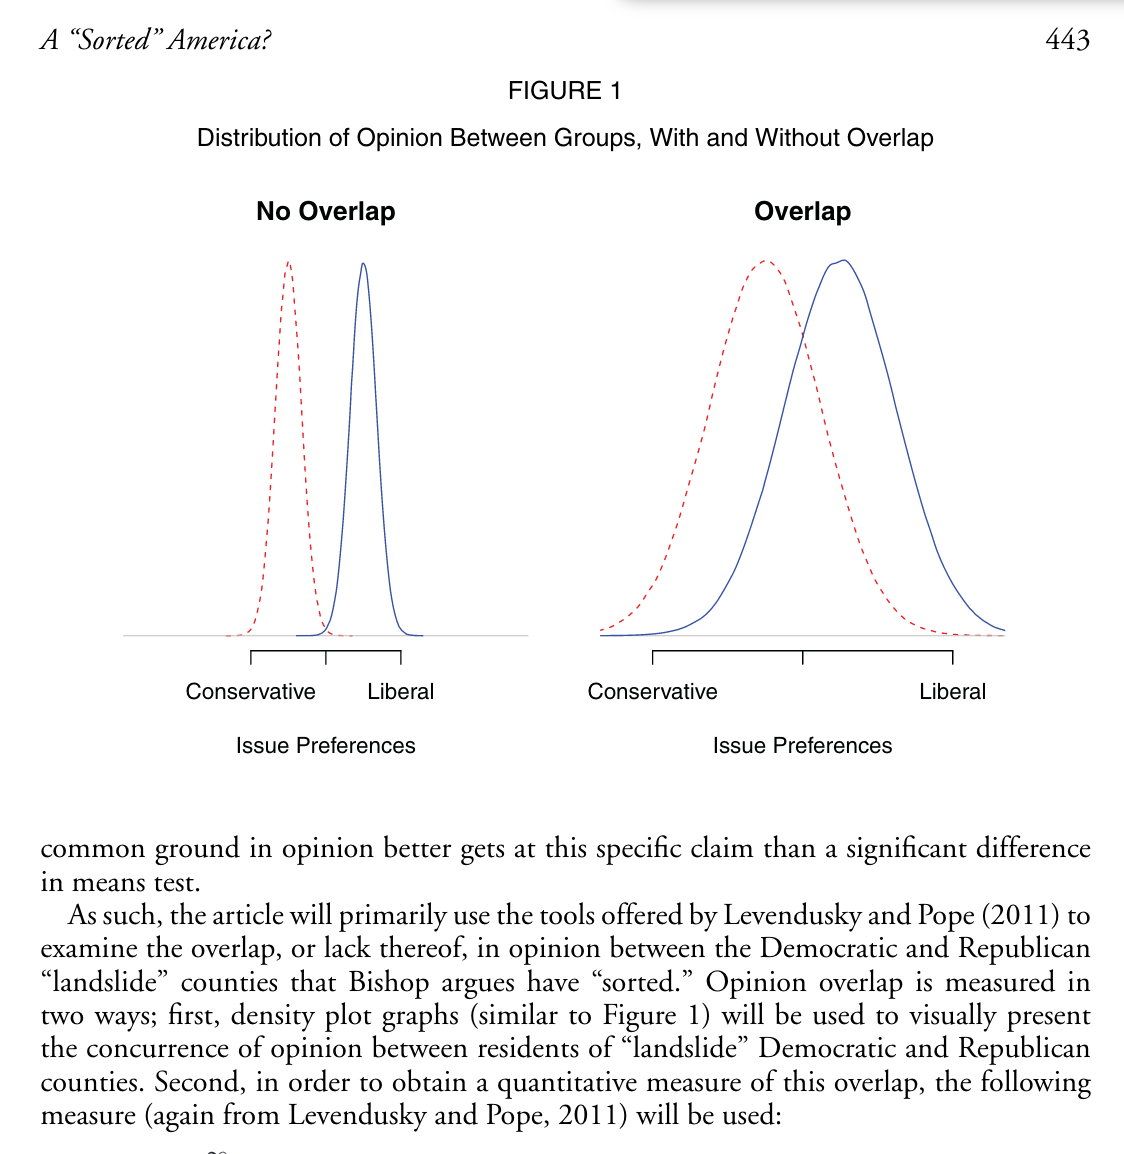 A “Sorted” America?
443
FIGURE 1
Distribution of Opinion Between Groups, With and Without Overlap
No Overlap
Overlap
Conservative
Liberal
Conservative
Liberal
Issue Preferences
Issue Preferences
common ground in opinion better gets at this specific claim than a significant difference
in means test.
As such, the article will primarily use the tools offered by Levendusky and Pope (2011) to
examine the overlap, or lack thereof, in opinion between the Democratic and Republican
“landslide” counties that Bishop argues have “sorted.” Opinion overlap is measured in
two ways; first, density plot graphs (similar to Figure 1) will be used to visually present
the concurrence of opinion between residents of “landslide” Democratic and Republican
counties. Second, in order to obtain a quantitative measure of this overlap, the following
measure (again from Levendusky and Pope, 2011) will be used: